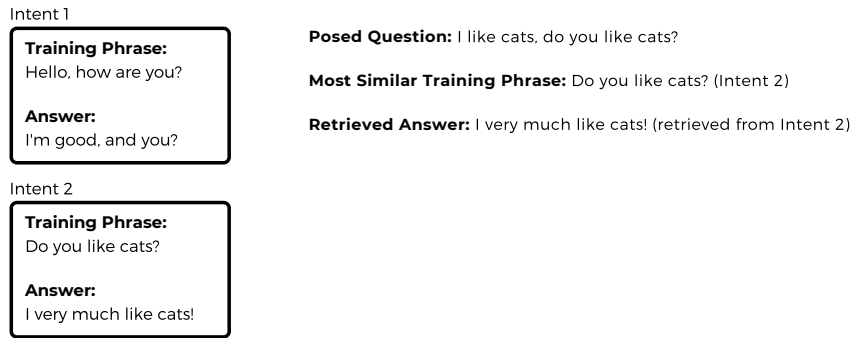 Intent 1
Training Phrase:
Hello, how are you?
Answer:
I'm good, and you?
Intent 2
Training Phrase:
Do you like cats?
Answer:
I very much like cats!
Posed Question: I like cats, do you like cats?
Most Similar Training Phrase: Do you like cats? (Intent 2)
Retrieved Answer: I very much like cats! (retrieved from Intent 2)